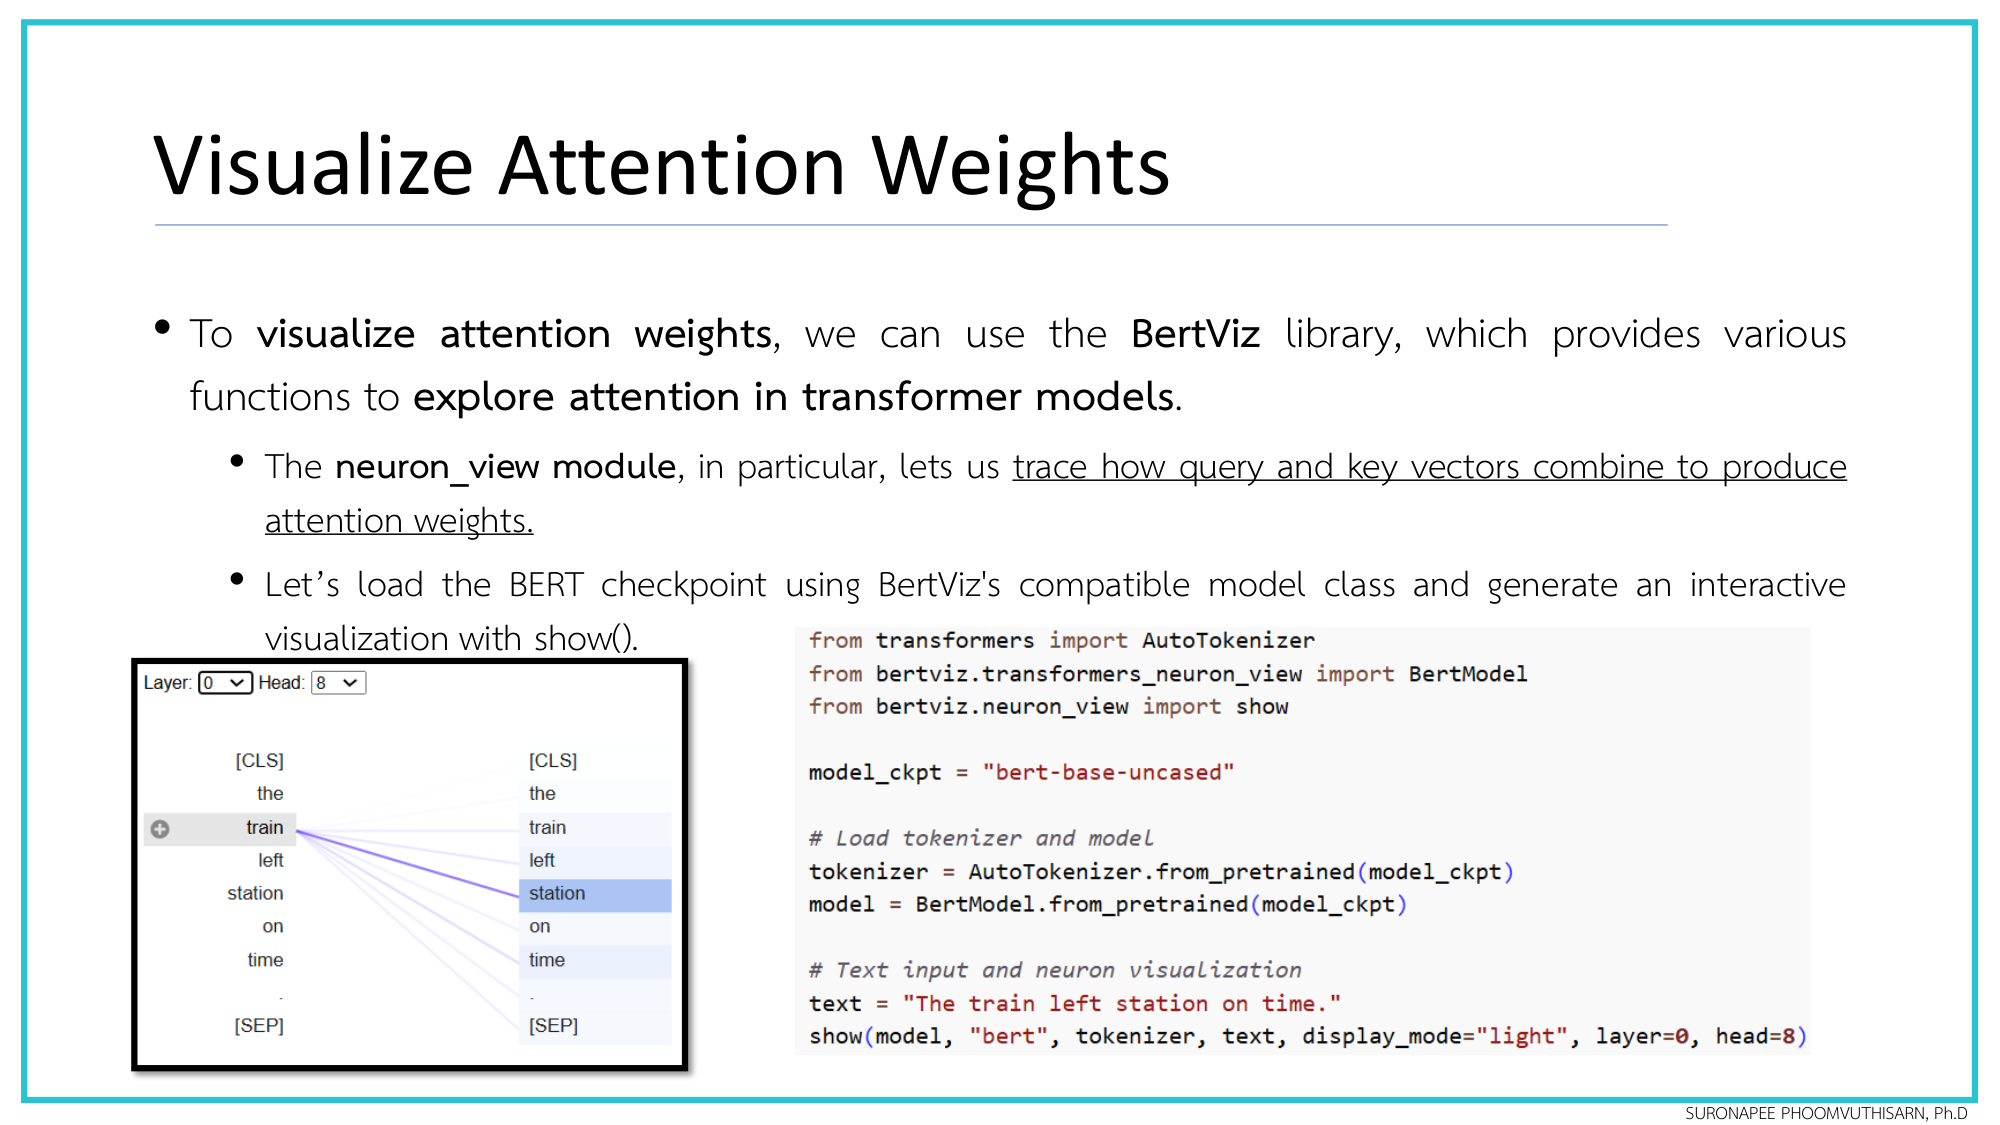 Visualize Attention Weights
• To visualize attention weights, we can use the BertViz library, which provides various
functions to explore attention in transformer models.
• The neuron_view module, in particular, lets us trace how query and key vectors combine to produce
attention weights.
• Let’s load the BERT checkpoint using BertViz's compatible model class and generate an interactive
visualization with show().
Layer: 0 Head: 8
[CLS] [CLS]
the the
train train
left left
station station
on on
time time
. .
[SEP] [SEP]
from transformers import AutoTokenizer
from bertviz.transformers_neuron_view import BertModel
from bertviz.neuron_view import show
model_ckpt = "bert-base-uncased"
# Load tokenizer and model
tokenizer = AutoTokenizer.from_pretrained(model_ckpt)
model = BertModel.from_pretrained(model_ckpt)
# Text input and neuron visualization
text = "The train left station on time."
show(model, "bert", tokenizer, text, display_mode="light", layer=0, head=8)
SURONAPEE PHOOMVUTHISARN, Ph.D